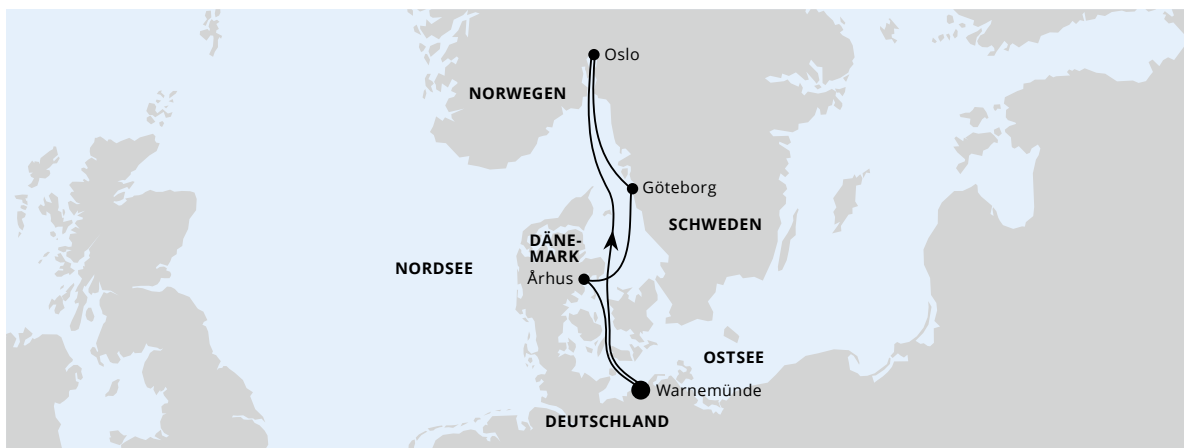 Oslo
NORWEGEN
Göteborg
SCHWEDEN
DÄNE-
MARK
NORDSEE
Århus
OSTSEE
Warnemünde
DEUTSCHLAND